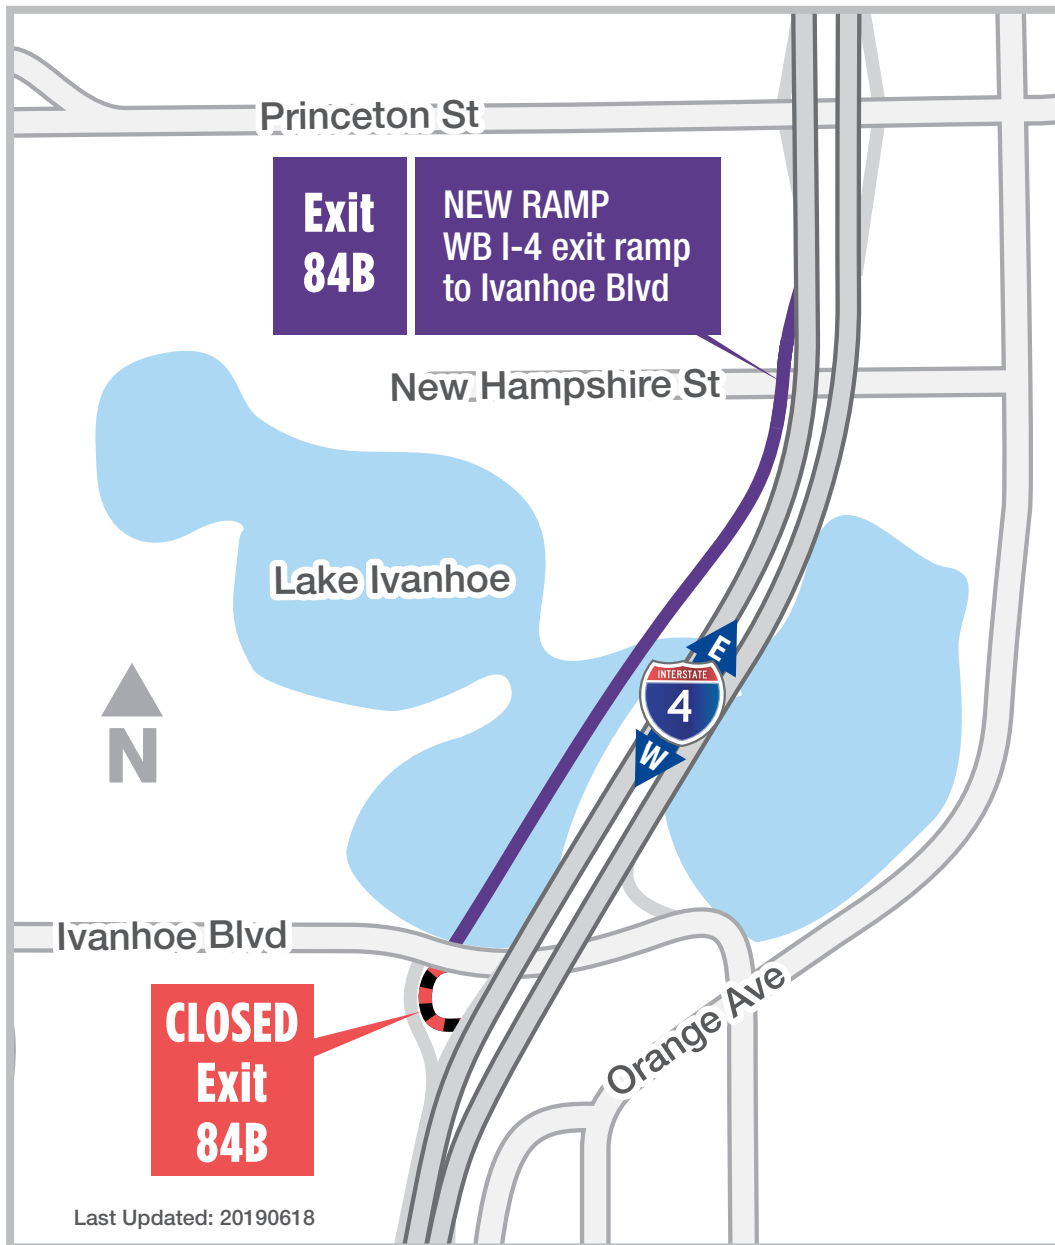 Princeton St
Exit
84B
NEW RAMP
WB I-4 exit ramp
to Ivanhoe Blvd
New Hampshire St
Lake Ivanhoe
E
INTERSTATE
4
W
N
Ivanhoe Blvd
Orange Ave
CLOSED
Exit
84B
Last Updated: 20190618